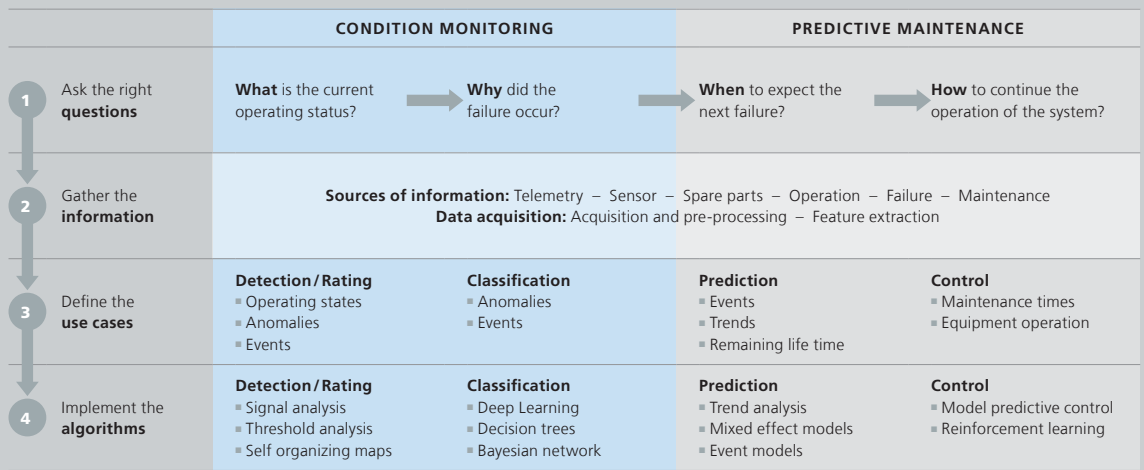 CONDITION MONITORING
PREDICTIVE MAINTENANCE
1
Ask the right
questions
What is the current
operating status?
Why did the
failure occur?
When to expect the
next failure?
How to continue the
operation of the system?
2
Gather the
information
Sources of information: Telemetry – Sensor – Spare parts – Operation – Failure – Maintenance
Data acquisition: Acquisition and pre-processing – Feature extraction
3
Define the
use cases
Detection / Rating
▪ Operating states
▪ Anomalies
▪ Events
Classification
▪ Anomalies
▪ Events
Prediction
▪ Events
▪ Trends
▪ Remaining life time
Control
▪ Maintenance times
▪ Equipment operation
4
Implement the
algorithms
Detection / Rating
▪ Signal analysis
▪ Threshold analysis
▪ Self organizing maps
Classification
▪ Deep Learning
▪ Decision trees
▪ Bayesian network
Prediction
▪ Trend analysis
▪ Mixed effect models
▪ Event models
Control
▪ Model predictive control
▪ Reinforcement learning